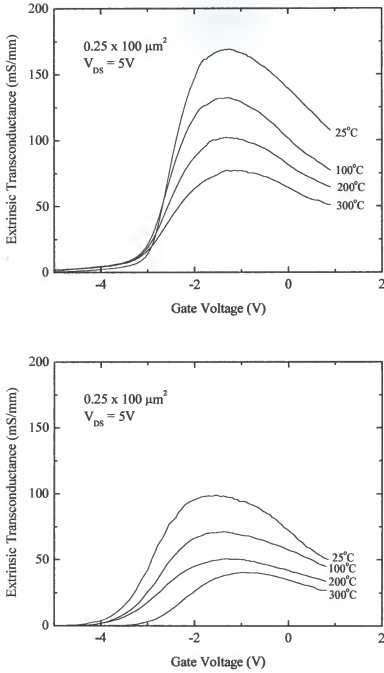 200
150
100
50
0
Extrinsic Transconductance (mS/mm)
0.25 x 100 μm²
V_DS = 5V
25°C
100°C
200°C
300°C
-4
-2
0
2
Gate Voltage (V)
200
150
100
50
0
Extrinsic Transconductance (mS/mm)
0.25 x 100 μm²
V_DS = 5V
25°C
100°C
200°C
300°C
-4
-2
0
2
Gate Voltage (V)